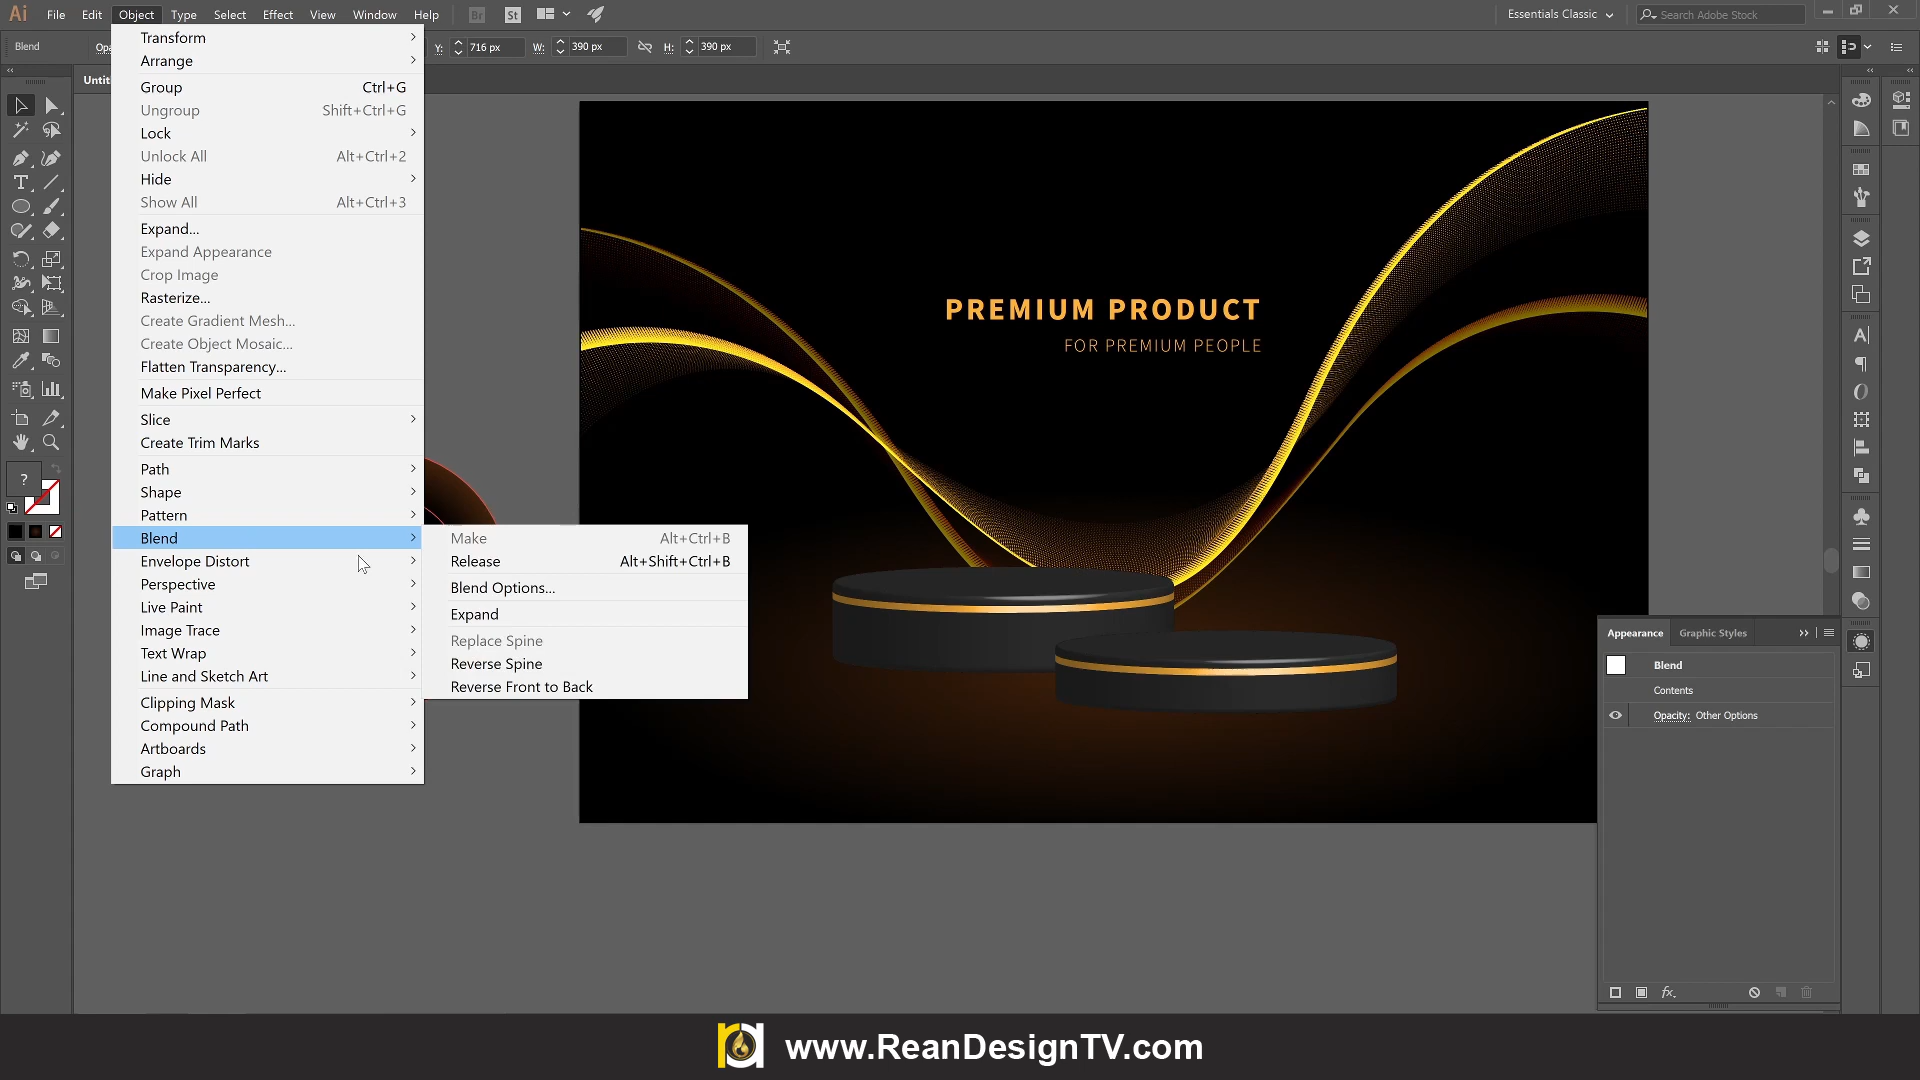 Ai File Edit Object Type Select Effect View Window Help Br St Essentials Classic Search Adobe Stock
Blend Opa Y: 716 px W: 390 px H: 390 px
Untit
Transform
Arrange
Group Ctrl+G
Ungroup Shift+Ctrl+G
Lock
Unlock All Alt+Ctrl+2
Hide
Show All Alt+Ctrl+3
Expand...
Expand Appearance
Crop Image
Rasterize...
Create Gradient Mesh...
Create Object Mosaic...
Flatten Transparency...
Make Pixel Perfect
Slice
Create Trim Marks
Path
Shape
Pattern
Blend
Envelope Distort
Perspective
Live Paint
Image Trace
Text Wrap
Line and Sketch Art
Clipping Mask
Compound Path
Artboards
Graph
Make Alt+Ctrl+B
Release Alt+Shift+Ctrl+B
Blend Options...
Expand
Replace Spine
Reverse Spine
Reverse Front to Back
PREMIUM PRODUCT
FOR PREMIUM PEOPLE
Appearance Graphic Styles
Blend
Contents
Opacity: Other Options
fx.
www.ReanDesignTV.com